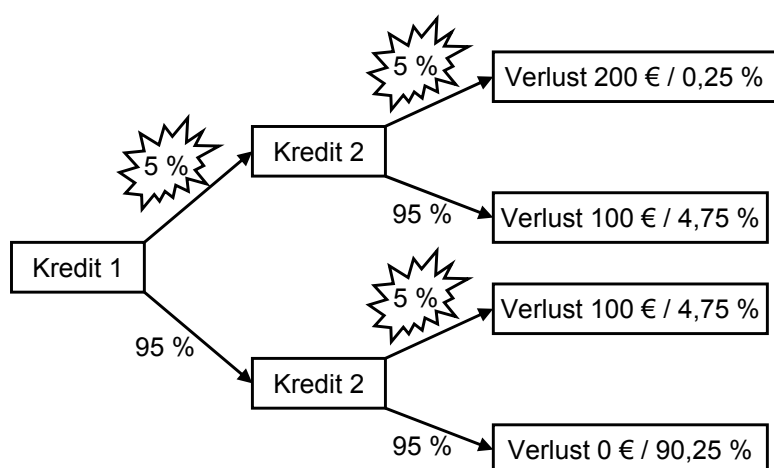 5 %
Verlust 200 € / 0,25 %
5 %
Kredit 2
95 %
Verlust 100 € / 4,75 %
Kredit 1
5 %
Verlust 100 € / 4,75 %
95 %
Kredit 2
95 %
Verlust 0 € / 90,25 %